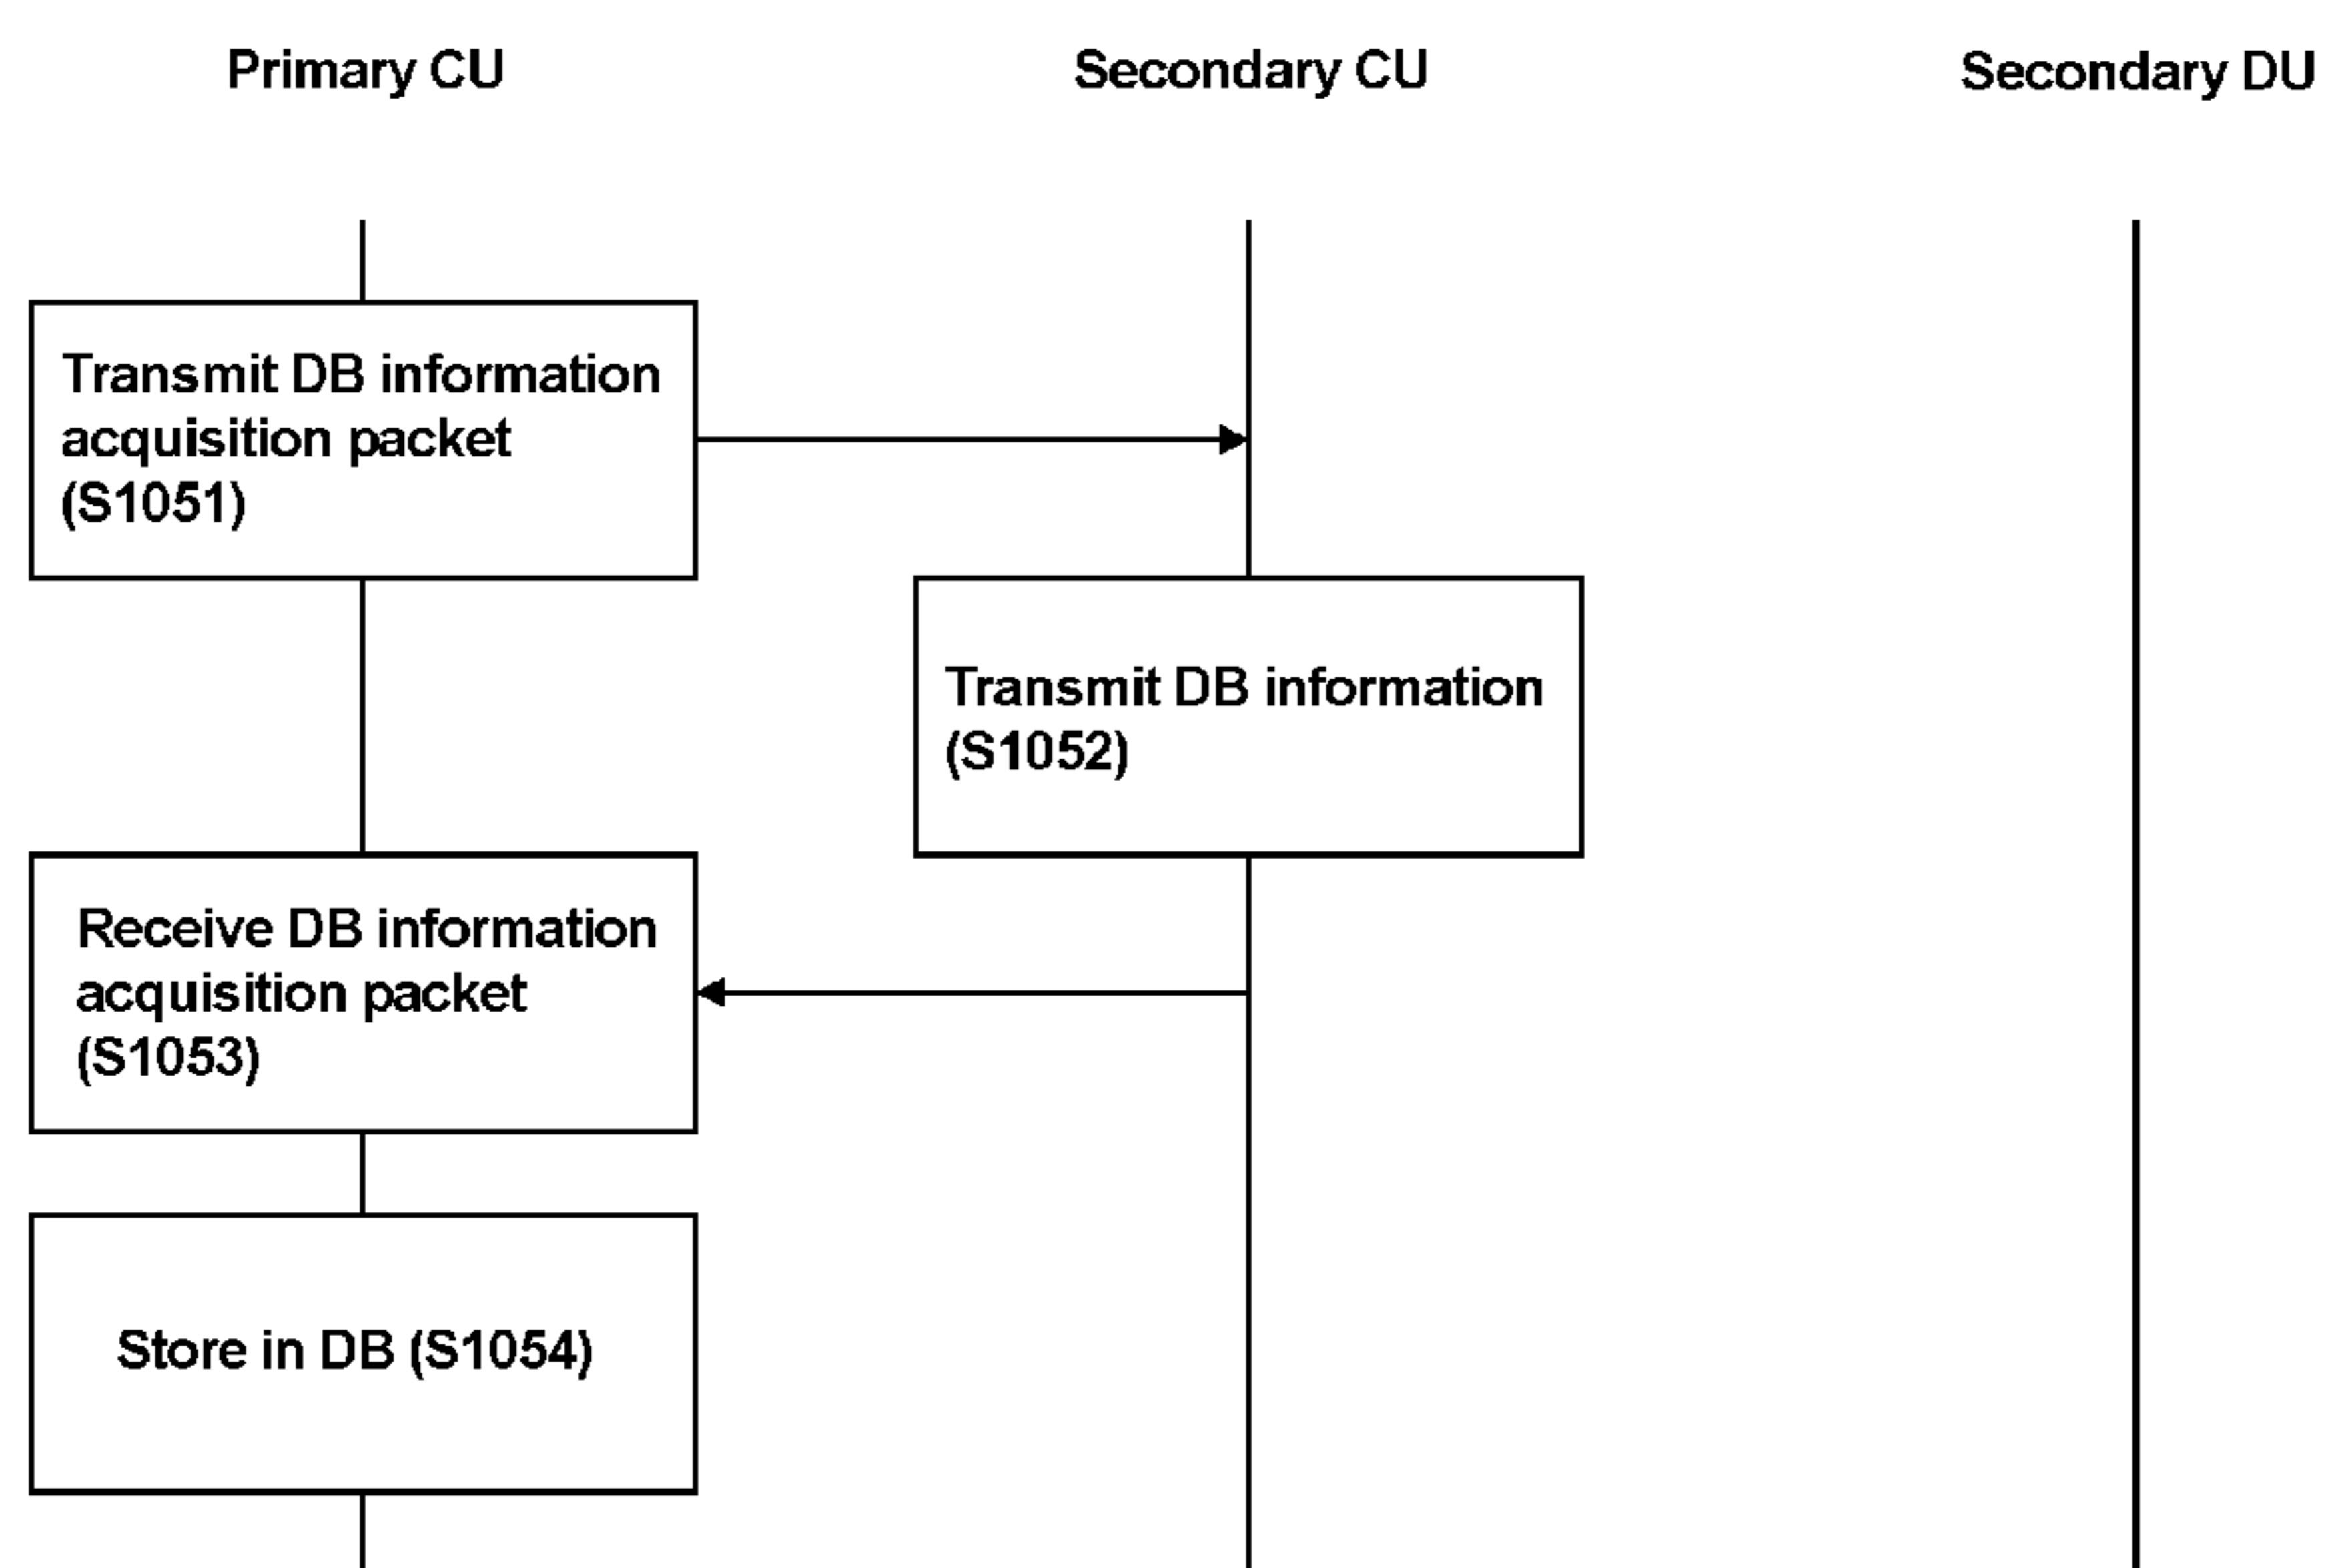 Primary CU
Secondary CU
Secondary DU
Transmit DB information
acquisition packet
(S1051)
Transmit DB information
(S1052)
Receive DB information
acquisition packet
(S1053)
Store in DB (S1054)